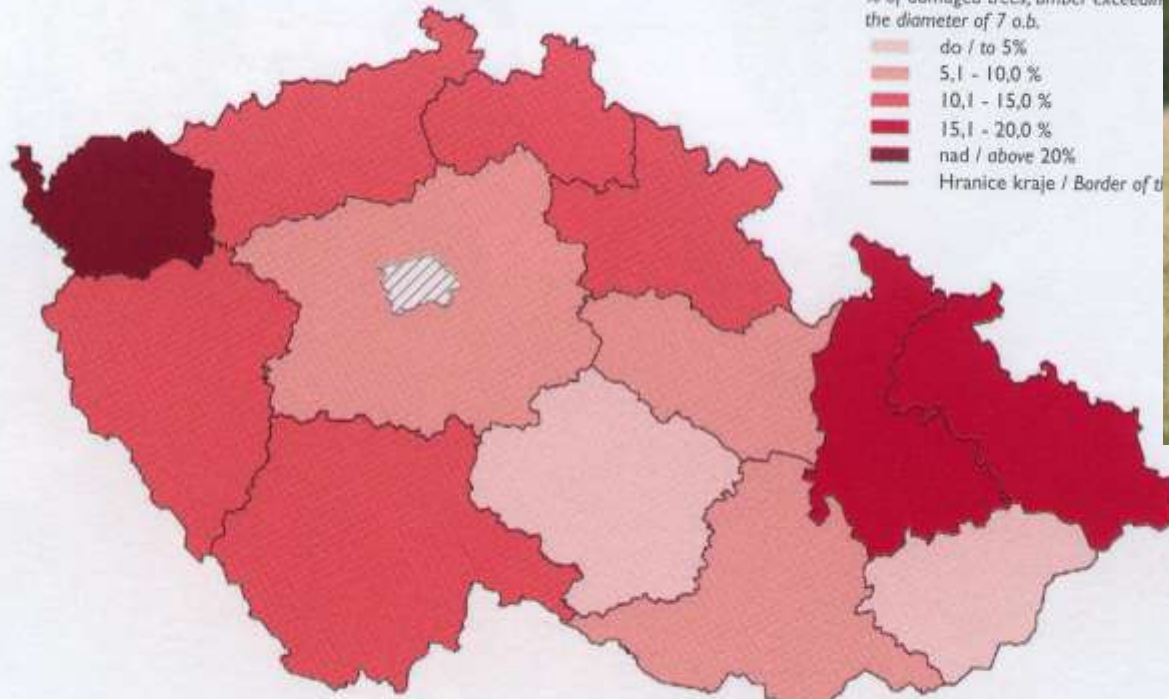 the diameter of 7 o.b.
do / to 5%
5,1 - 10,0 %
10,1 - 15,0 %
15,1 - 20,0 %
nad / above 20%
Hranice kraje / Border of